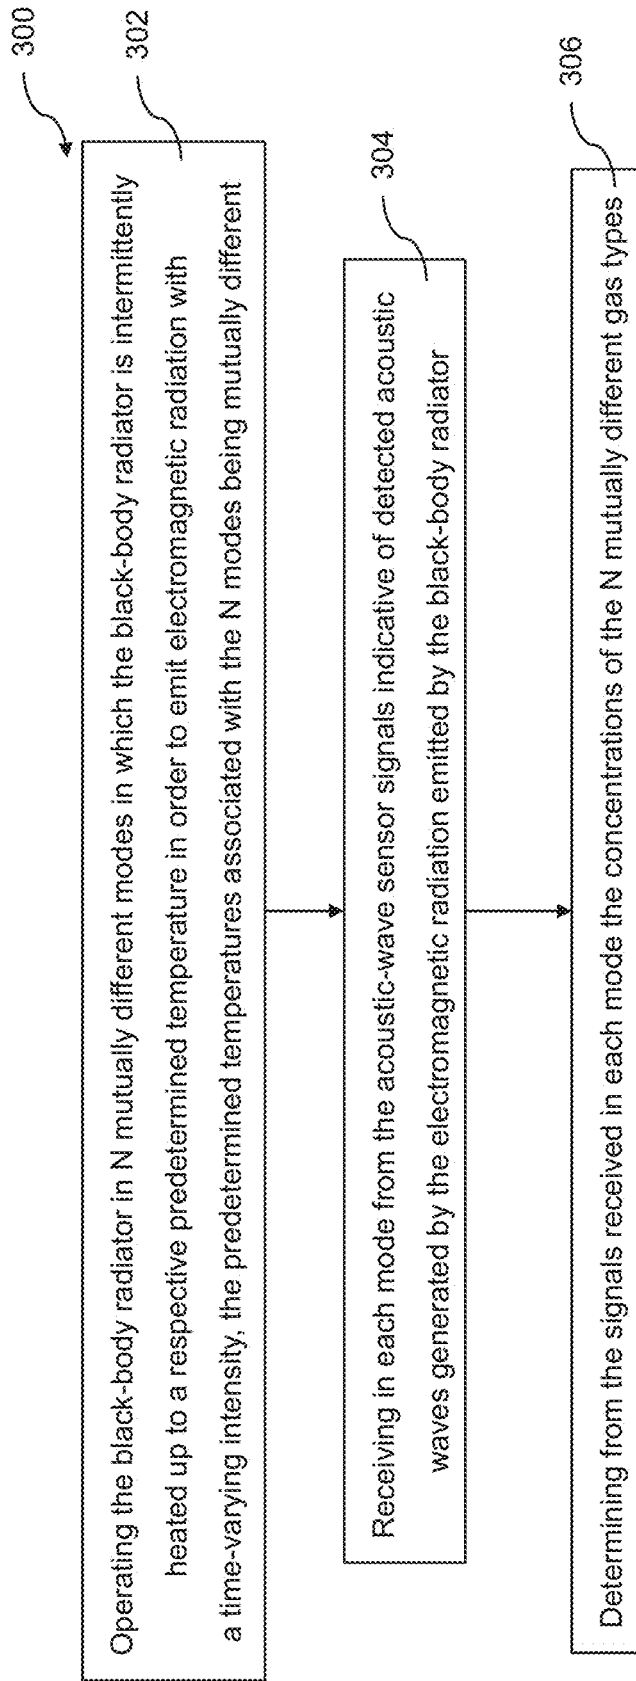 300
Operating the black-body radiator in N mutually different modes in which the black-body radiator is intermittently
heated up to a respective predetermined temperature in order to emit electromagnetic radiation with
a time-varying intensity, the predetermined temperatures associated with the N modes being mutually different
302
Receiving in each mode from the acoustic-wave sensor signals indicative of detected acoustic
waves generated by the electromagnetic radiation emitted by the black-body radiator
304
Determining from the signals received in each mode the concentrations of the N mutually different gas types
306